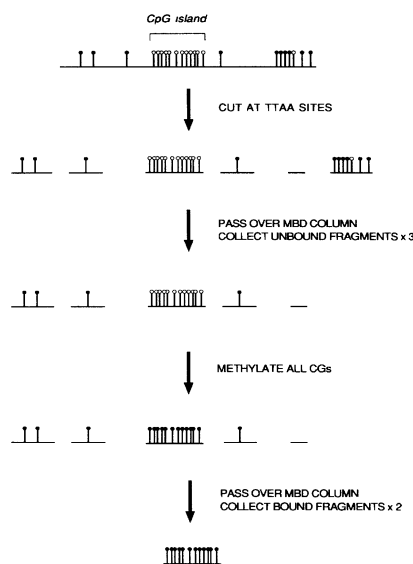 CpG island
CUT AT TTAA SITES
PASS OVER MBD COLUMN
COLLECT UNBOUND FRAGMENTS x 3
METHYLATE ALL CGs
PASS OVER MBD COLUMN
COLLECT BOUND FRAGMENTS x 2